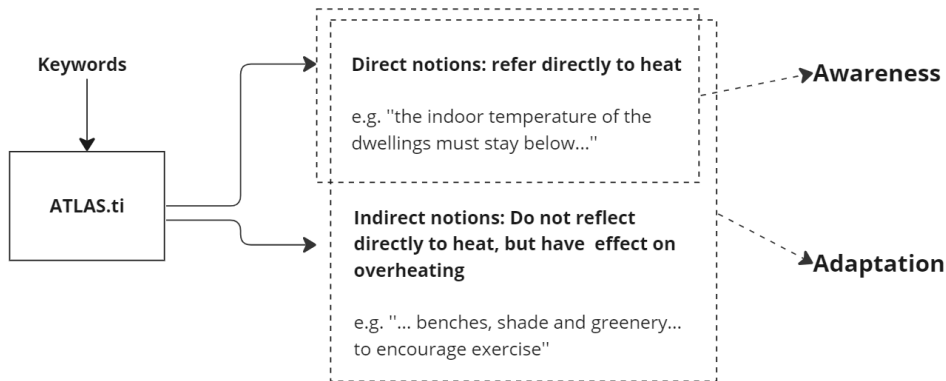 Keywords
ATLAS.ti
Direct notions: refer directly to heat
e.g. ''the indoor temperature of the
dwellings must stay below...''
Indirect notions: Do not reflect
directly to heat, but have  effect on
overheating
e.g. ''... benches, shade and greenery...
to encourage exercise''
Awareness
Adaptation